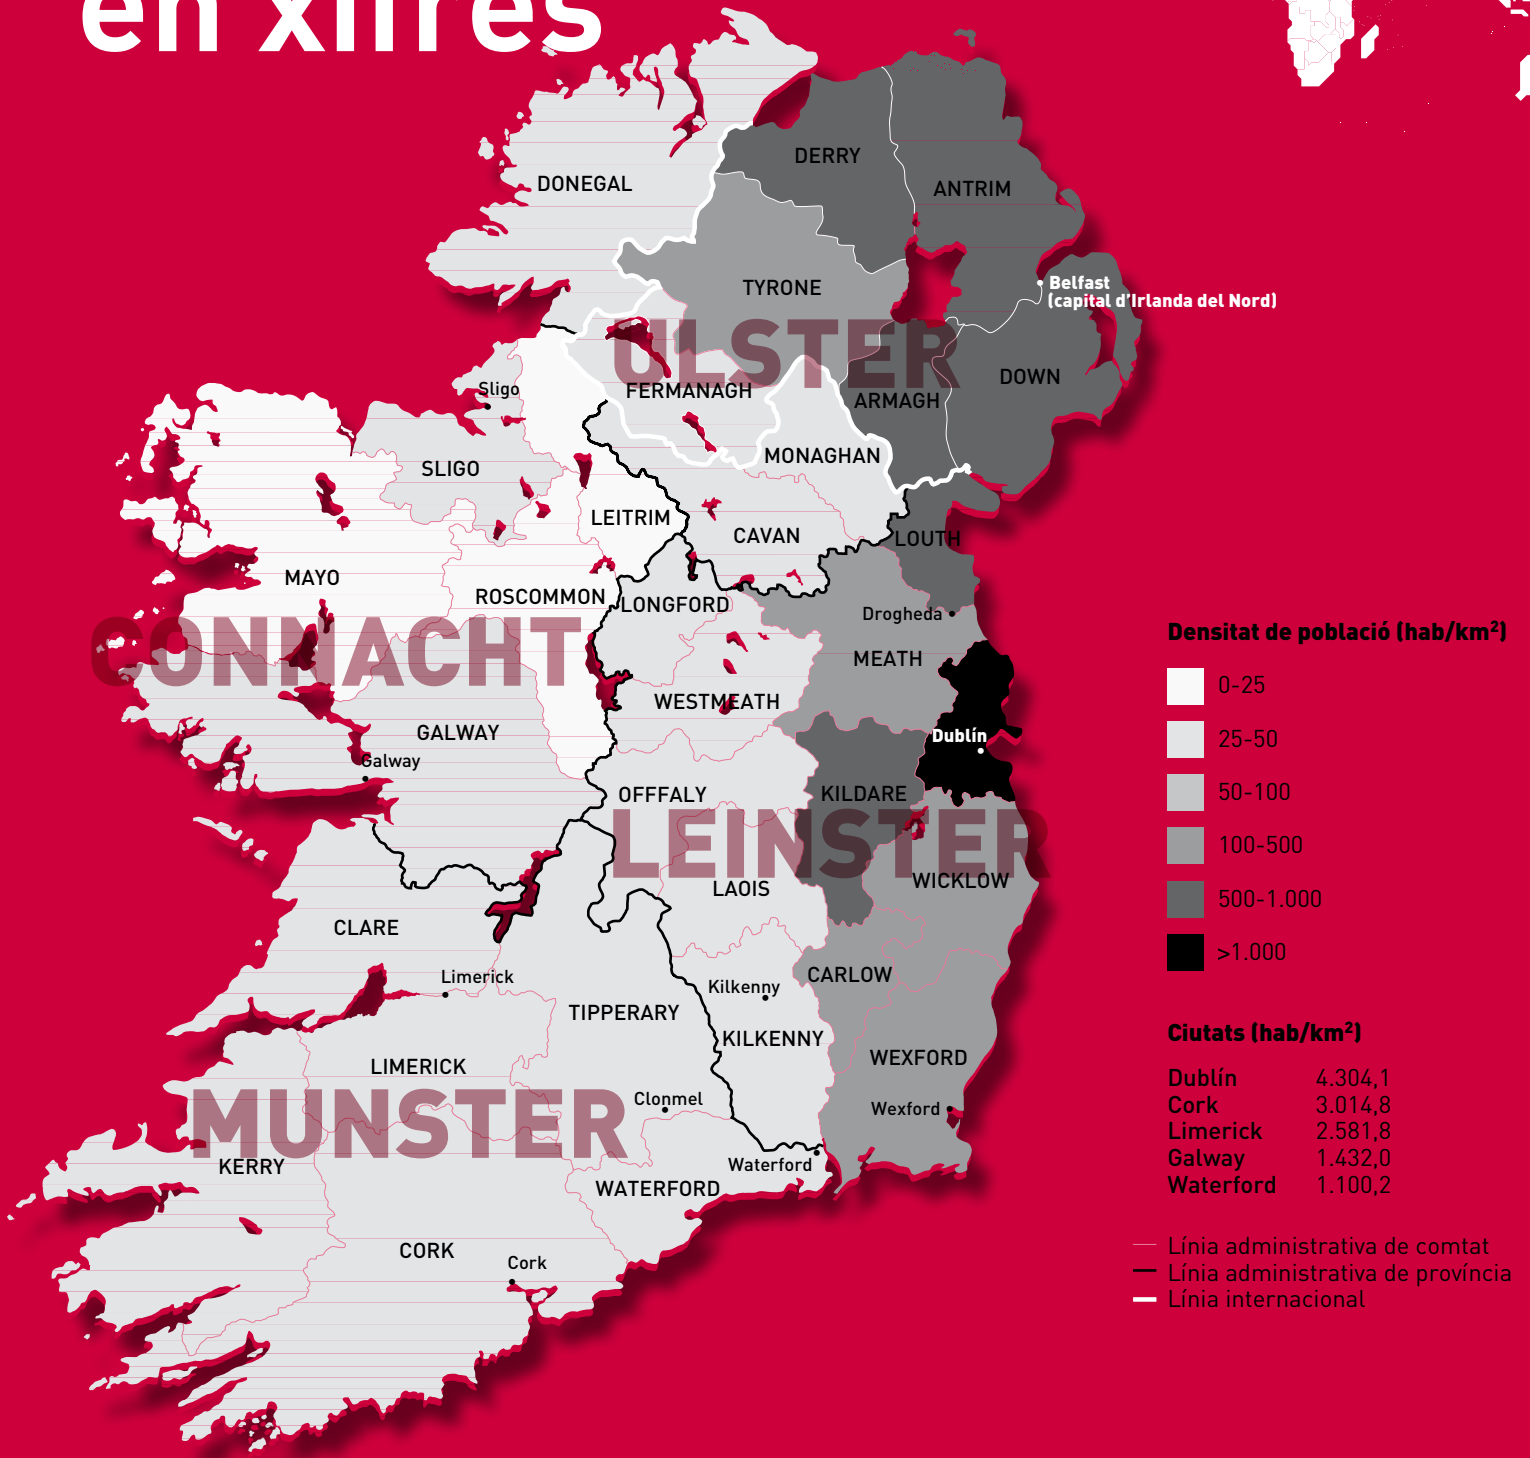 en xifres
DONEGAL
DERRY
ANTRIM
TYRONE
Belfast
(capital d’Irlanda del Nord)
ULSTER
FERMANAGH
ARMAGH
DOWN
MONAGHAN
Sligo
SLIGO
LEITRIM
CAVAN
LOUTH
MAYO
ROSCOMMON
LONGFORD
Drogheda
CONNACHT
MEATH
WESTMEATH
GALWAY
Galway
Dublín
OFFFALY
KILDARE
LEINSTER
LAOIS
WICKLOW
CLARE
Limerick
CARLOW
Kilkenny
TIPPERARY
KILKENNY
LIMERICK
WEXFORD
MUNSTER
Clonmel
Wexford
KERRY
Waterford
WATERFORD
CORK
Cork
Densitat de població (hab/km²)
0-25
25-50
50-100
100-500
500-1.000
>1.000
Ciutats (hab/km²)
Dublín 4.304,1
Cork 3.014,8
Limerick 2.581,8
Galway 1.432,0
Waterford 1.100,2
Línia administrativa de comtat
Línia administrativa de província
Línia internacional